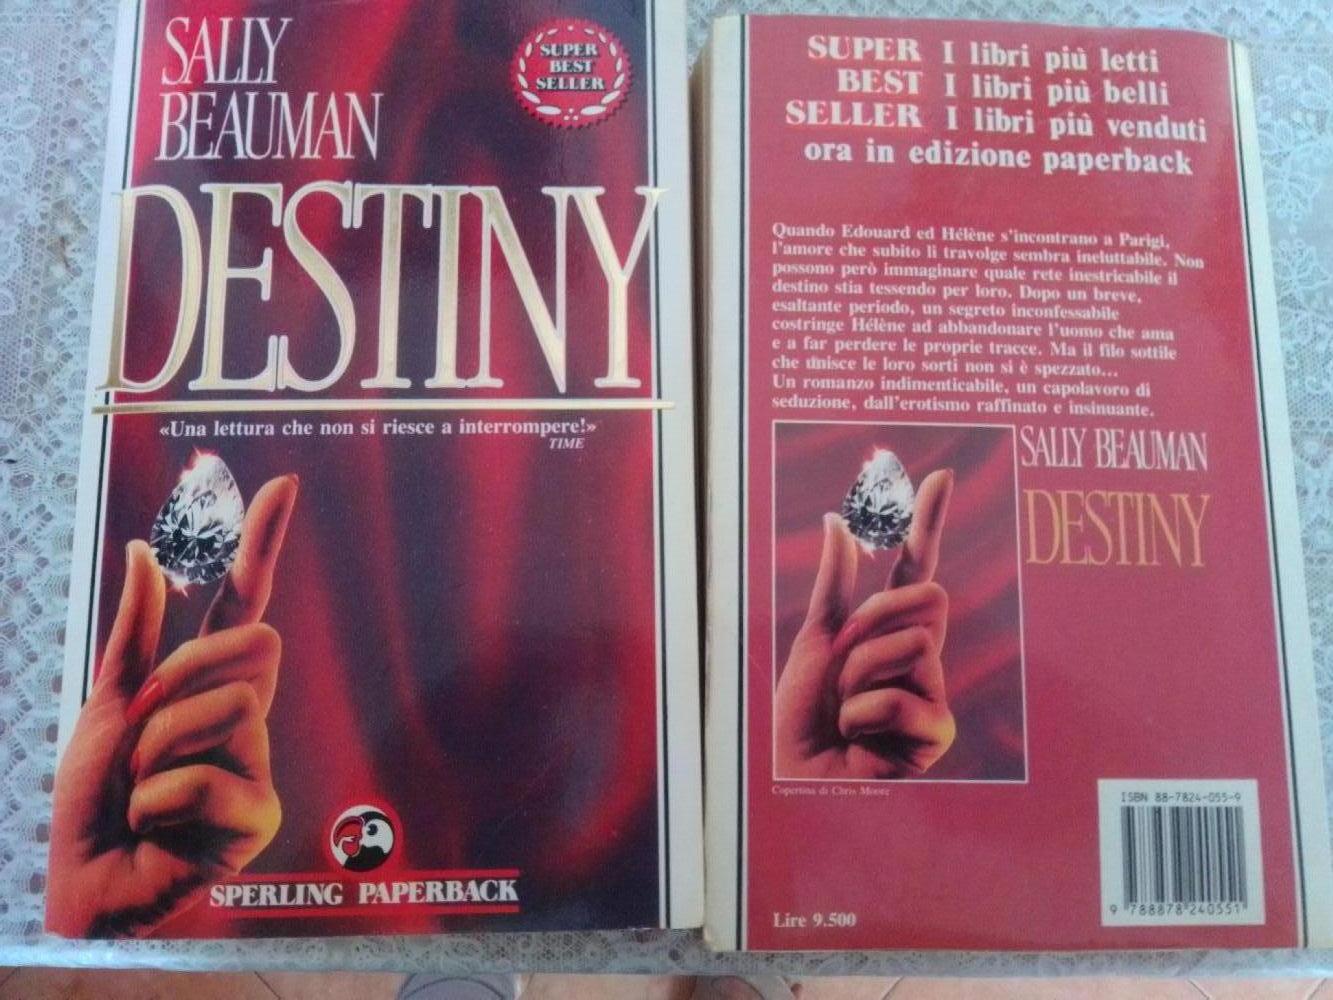 SALLY
BEAUMAN
SUPER
BEST
SELLER
DESTINY
«Una lettura che non si riesce a interrompere!»
TIME
SPERLING PAPERBACK
SUPER I libri più letti
BEST I libri più belli
SELLER I libri più venduti
ora in edizione paperback
Quando Edouard ed Hélène s'incontrano a Parigi,
l'amore che subito li travolge sembra ineluttabile. Non
possono però immaginare quale rete inestricabile il
destino stia tessendo per loro. Dopo un breve,
esaltante periodo, un segreto inconfessabile
costringe Hélène ad abbandonare l'uomo che ama
e a far perdere le proprie tracce. Ma il filo sottile
che unisce le loro sorti non si è spezzato...
Un romanzo indimenticabile, un capolavoro di
seduzione, dall'erotismo raffinato e insinuante.
SALLY BEAUMAN
DESTINY
Copertina di Chris Moore
ISBN 88-7824-055-9
9 788878 240551
Lire 9.500